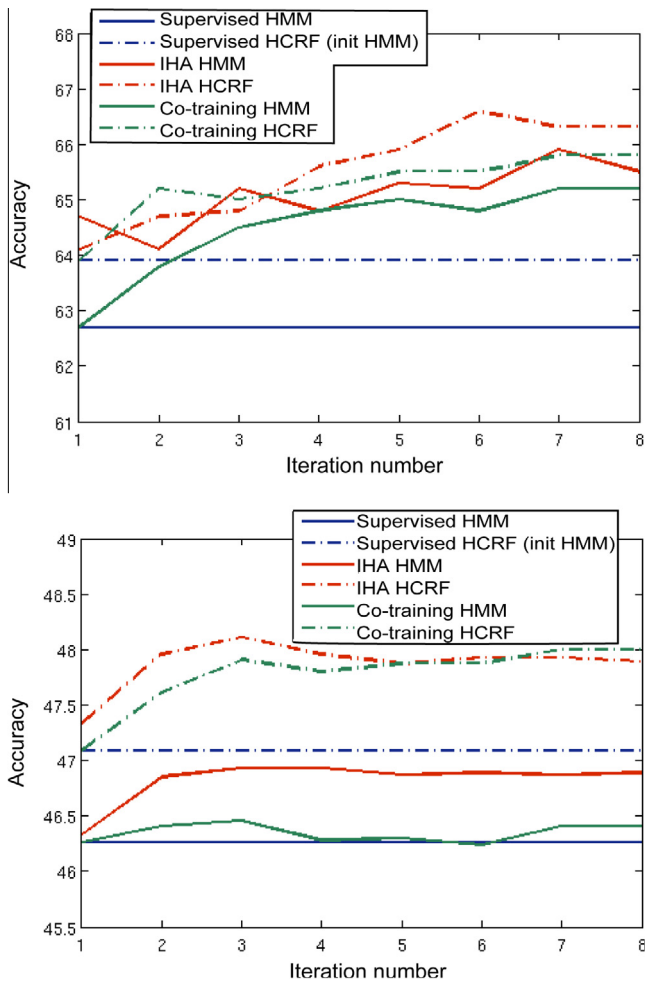 68
67
66
65
64
63
62
61
Accuracy
Supervised HMM
Supervised HCRF (init HMM)
IHA HMM
IHA HCRF
Co-training HMM
Co-training HCRF
1 2 3 4 5 6 7 8
Iteration number
49
48.5
48
47.5
47
46.5
46
45.5
Accuracy
Supervised HMM
Supervised HCRF (init HMM)
IHA HMM
IHA HCRF
Co-training HMM
Co-training HCRF
1 2 3 4 5 6 7 8
Iteration number